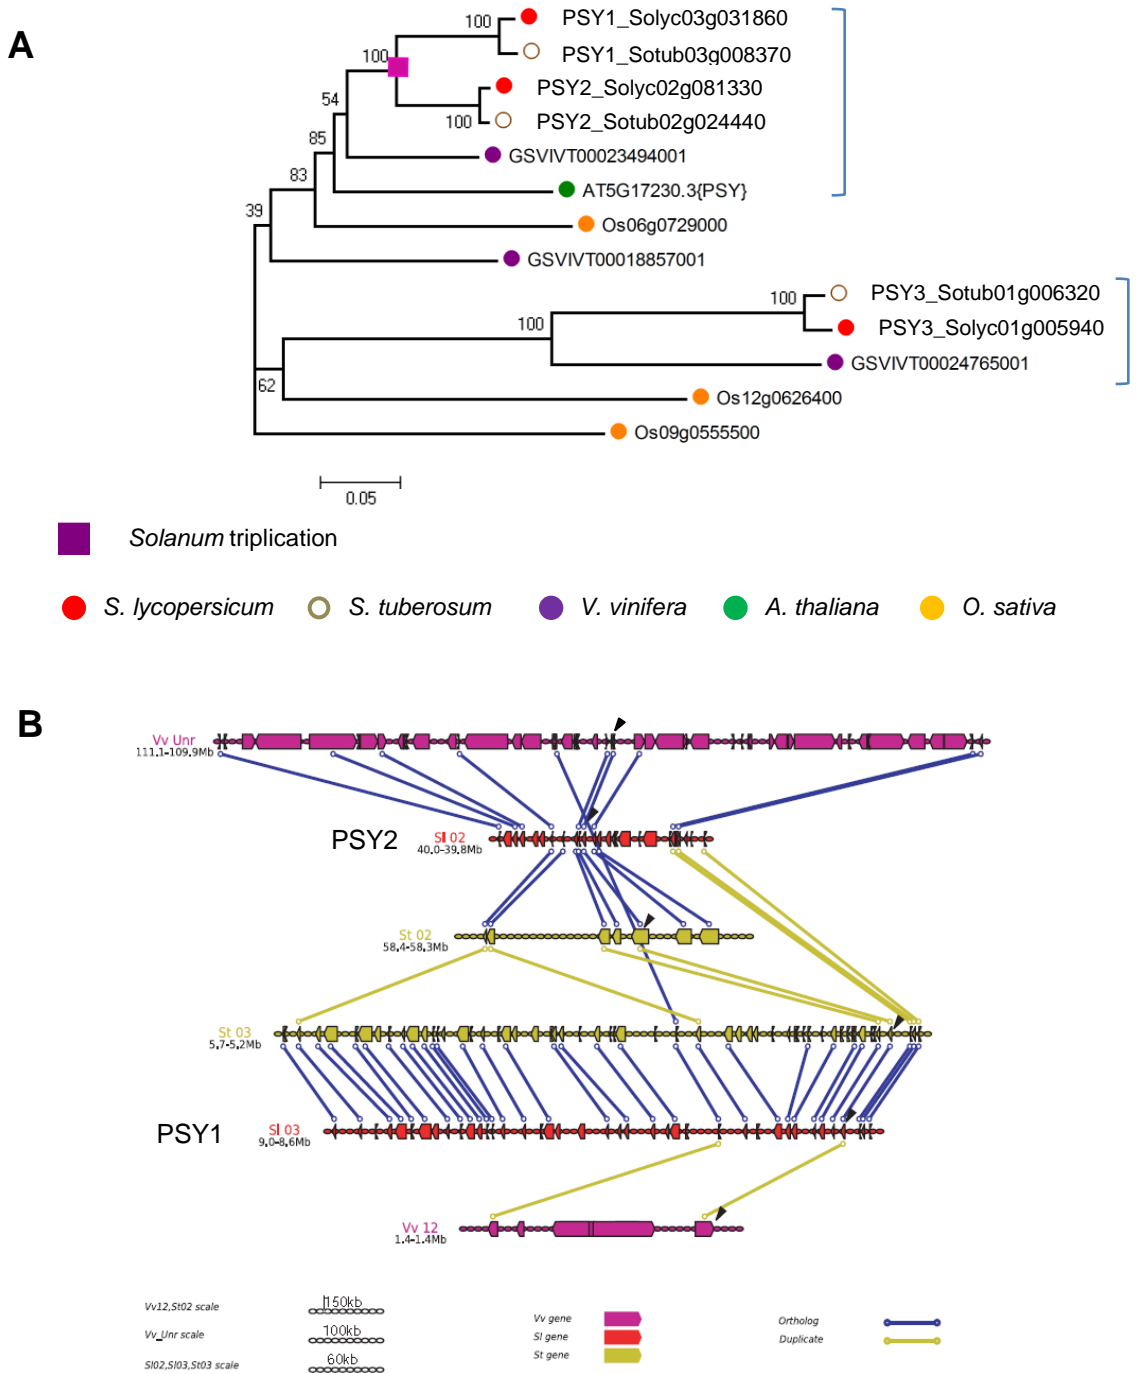 A
100
PSY1_Solyc03g031860
PSY1_Sotub03g008370
100
PSY2_Solyc02g081330
100
PSY2_Sotub02g024440
54
GSVIVT00023494001
85
AT5G17230.3{PSY}
83
Os06g0729000
39
GSVIVT00018857001
100
PSY3_Sotub01g006320
100
PSY3_Solyc01g005940
GSVIVT00024765001
62
Os12g0626400
Os09g0555500
0.05
Solanum triplication
S. lycopersicum S. tuberosum V. vinifera A. thaliana O. sativa
B
Vv Unr
111.1-109.9Mb
PSY2
Sl 02
40.0-39.8Mb
St 02
58.4-58.3Mb
St 03
5.7-5.2Mb
PSY1
Sl 03
9.0-8.6Mb
Vv 12
1.4-1.4Mb
Vv12,St02 scale 150kb
Vv_Unr scale 100kb
Sl02,Sl03,St03 scale 60kb
Vv gene
Sl gene
St gene
Ortholog
Duplicate